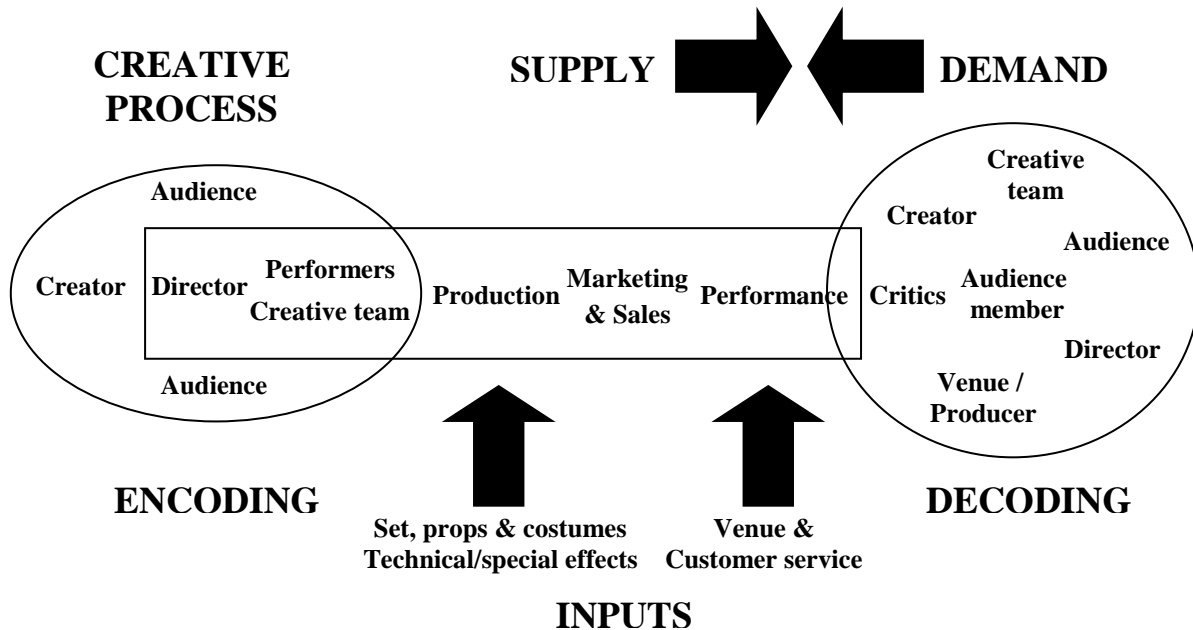 CREATIVE
PROCESS
SUPPLY
DEMAND
Audience
Creator
Director
Performers
Creative team
Audience
Production
Marketing
& Sales
Performance
Creative
team
Creator
Audience
Critics
Audience
member
Director
Venue /
Producer
ENCODING
DECODING
Set, props & costumes
Technical/special effects
Venue &
Customer service
INPUTS